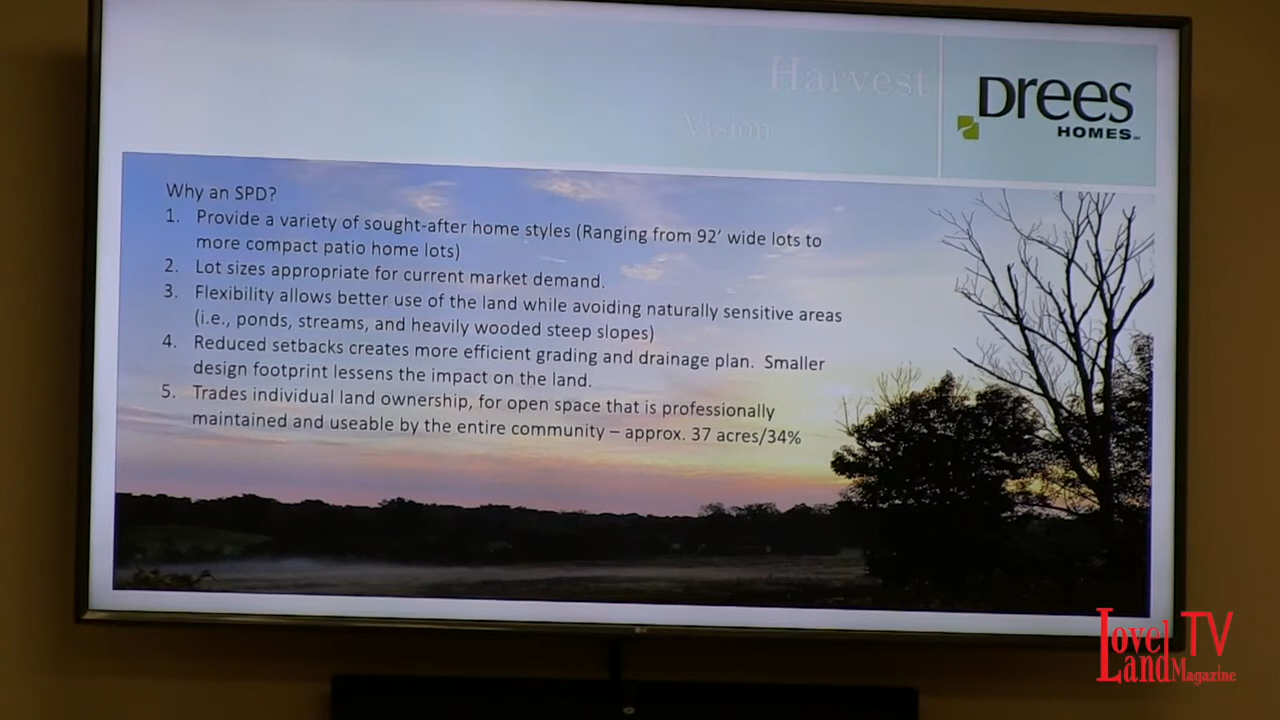 Harvest
Vision
Drees
HOMES
Why an SPD?
1. Provide a variety of sought-after home styles (Ranging from 92’ wide lots to
more compact patio home lots)
2. Lot sizes appropriate for current market demand.
3. Flexibility allows better use of the land while avoiding naturally sensitive areas
(i.e., ponds, streams, and heavily wooded steep slopes)
4. Reduced setbacks creates more efficient grading and drainage plan. Smaller
design footprint lessens the impact on the land.
5. Trades individual land ownership, for open space that is professionally
maintained and useable by the entire community – approx. 37 acres/34%
LG
Loveland Magazine TV